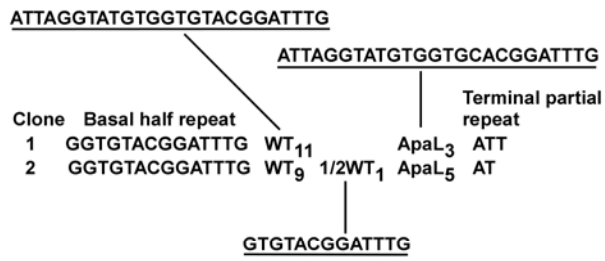 ATTAGGTATGTGGTGTACGGATTTG
ATTAGGTATGTGGTGCACGGATTTG
Terminal partial
Clone Basal half repeat repeat
1 GGTGTACGGATTTG WT11 ApaL3 ATT
2 GGTGTACGGATTTG WT9 1/2WT1 ApaL5 AT
GTGTACGGATTTG